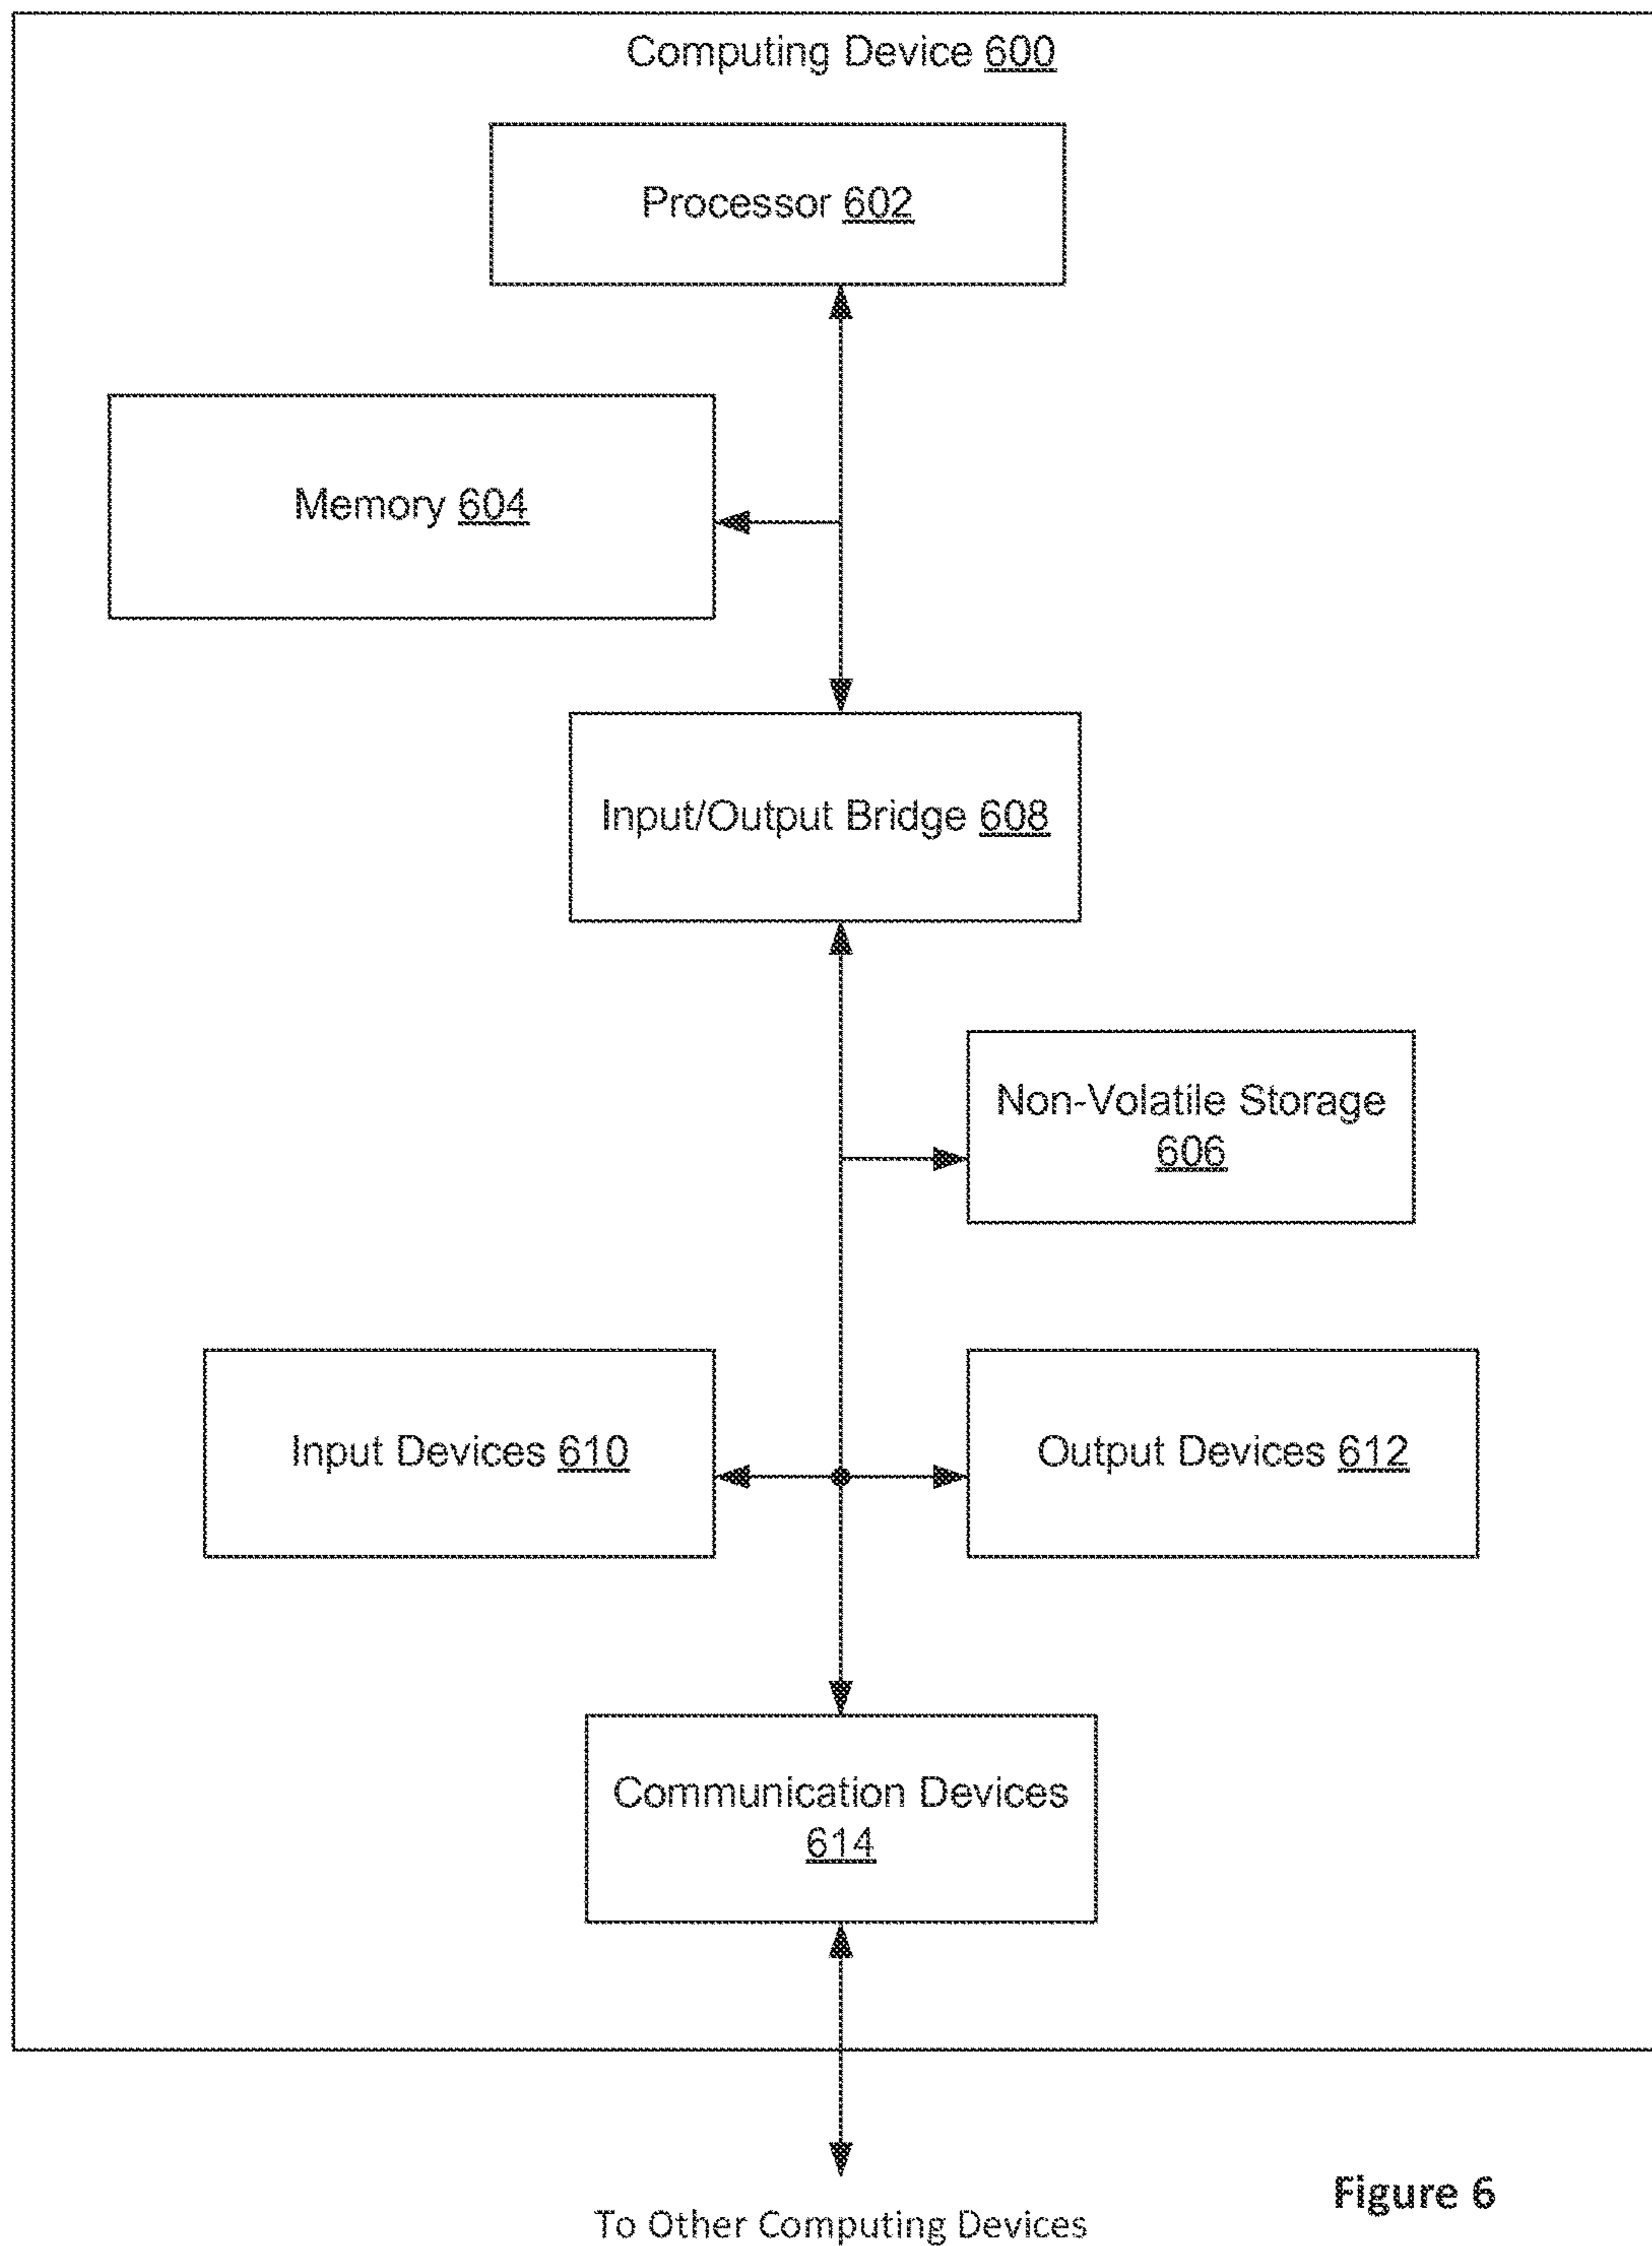 Computing Device 600
Processor 602
Memory 604
Input/Output Bridge 608
Non-Volatile Storage
606
Input Devices 610
Output Devices 612
Communication Devices
614
To Other Computing Devices
Figure 6